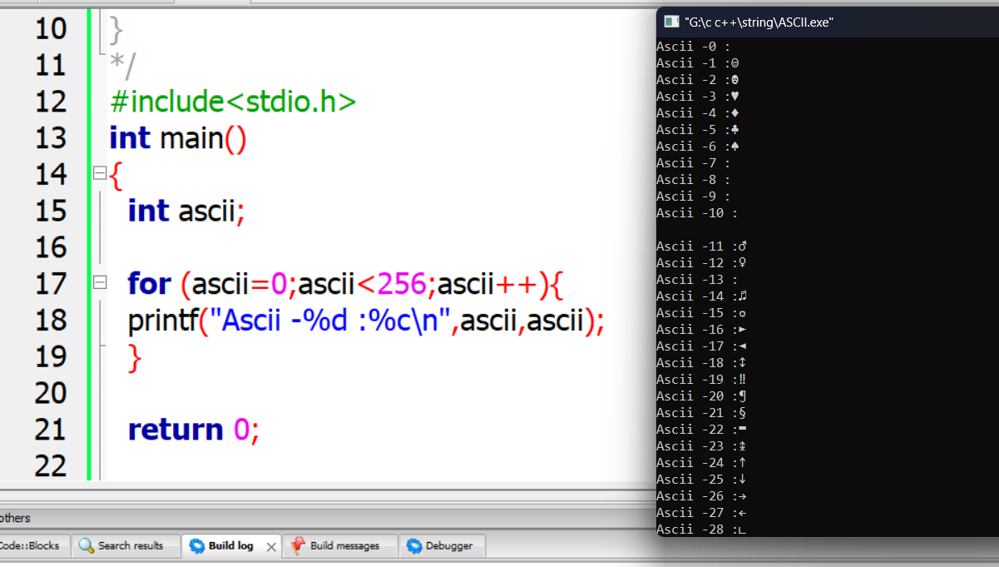 10 }
11 */
12 #include<stdio.h>
13 int main()
14 {
15 int ascii;
16
17 for (ascii=0;ascii<256;ascii++){
18 printf("Ascii -%d :%c\n",ascii,ascii);
19 }
20
21 return 0;
22
others
Code::Blocks
Search results
Build log
Build messages
Debugger
"G:\c c++\string\ASCII.exe"
Ascii -0 :
Ascii -1 :☺
Ascii -2 :☻
Ascii -3 :♥
Ascii -4 :♦
Ascii -5 :♣
Ascii -6 :♠
Ascii -7 :
Ascii -8 :
Ascii -9 :
Ascii -10 :
Ascii -11 :♂
Ascii -12 :♀
Ascii -13 :
Ascii -14 :♫
Ascii -15 :☼
Ascii -16 :►
Ascii -17 :◄
Ascii -18 :↕
Ascii -19 :‼
Ascii -20 :¶
Ascii -21 :§
Ascii -22 :▬
Ascii -23 :↨
Ascii -24 :↑
Ascii -25 :↓
Ascii -26 :→
Ascii -27 :←
Ascii -28 :∟